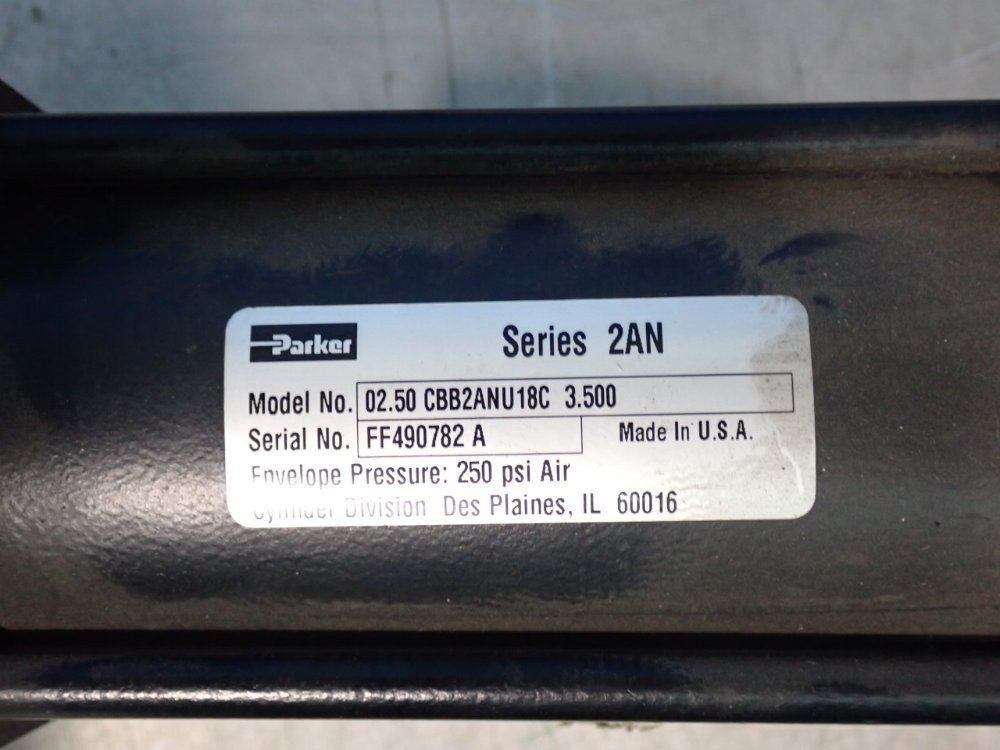 Parker
Series 2AN
Model No. 02.50 CBB2ANU18C 3.500
Serial No. FF490782 A Made In U.S.A.
Envelope Pressure: 250 psi Air
Cylinder Division Des Plaines, IL 60016